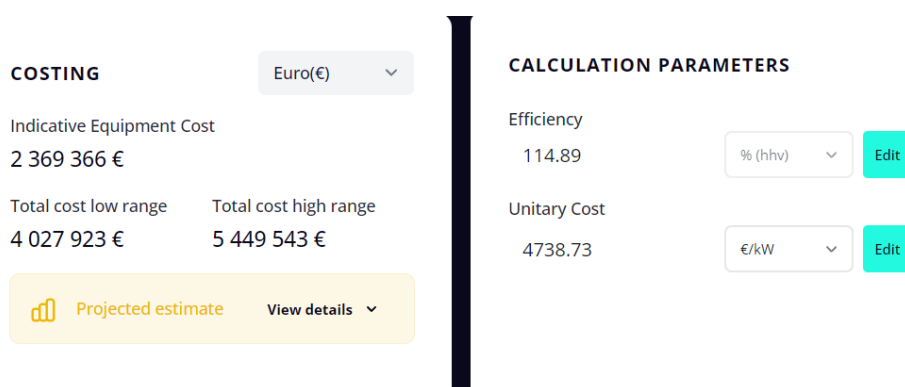 COSTING
Euro(€)
Indicative Equipment Cost
2 369 366 €
Total cost low range
Total cost high range
4 027 923 €
5 449 543 €
Projected estimate
View details
CALCULATION PARAMETERS
Efficiency
114.89
% (hhv)
Edit
Unitary Cost
4738.73
€/kW
Edit